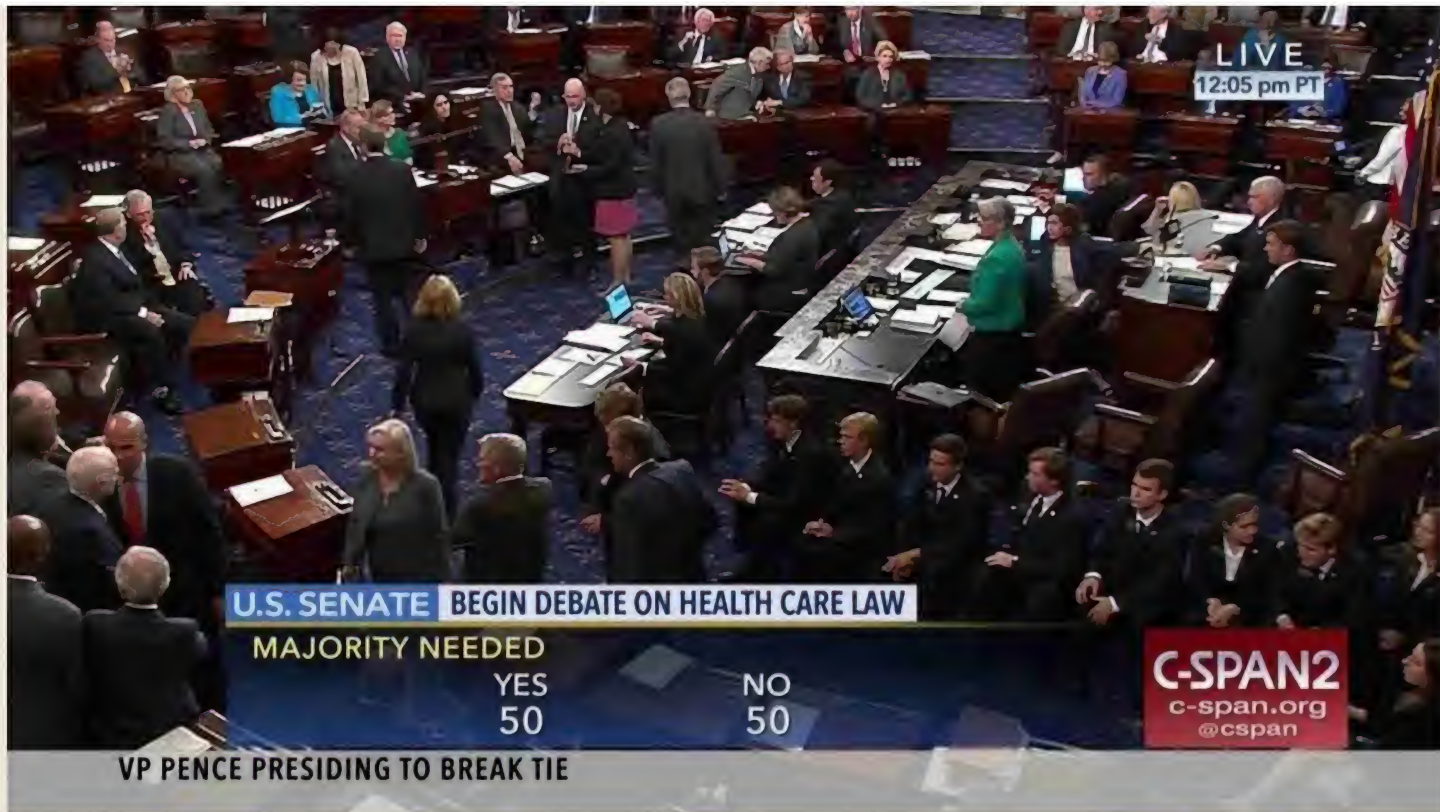 LIVE
12:05 pm PT
U.S. SENATE BEGIN DEBATE ON HEALTH CARE LAW
MAJORITY NEEDED
YES NO
50 50
C-SPAN2
c-span.org
@cspan
VP PENCE PRESIDING TO BREAK TIE